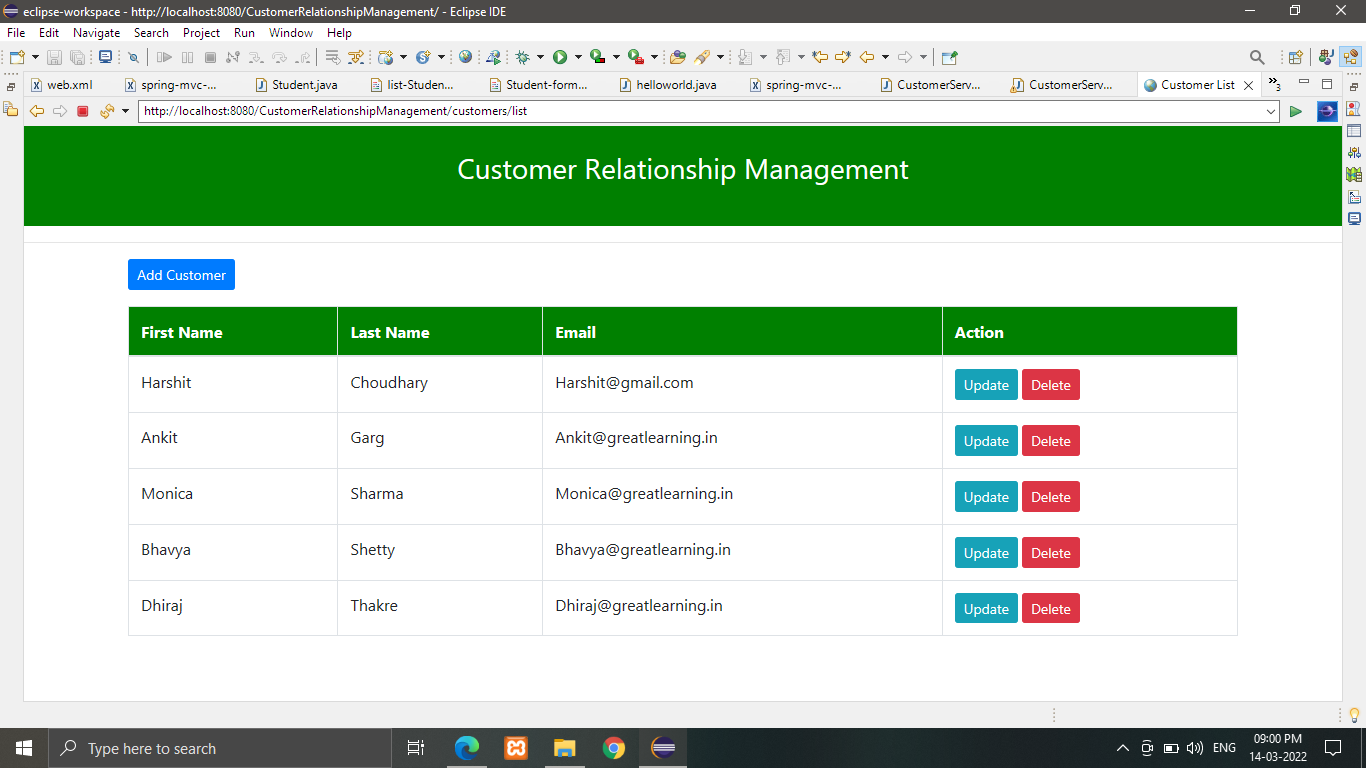 eclipse-workspace - http://localhost:8080/CustomerRelationshipManagement/ - Eclipse IDE
File Edit Navigate Search Project Run Window Help
web.xml spring-mvc-... Student.java list-Studen... Student-form... helloworld.java spring-mvc-... CustomerServ... CustomerServ... Customer List 3
http://localhost:8080/CustomerRelationshipManagement/customers/list
Customer Relationship Management
Add Customer
First Name Last Name Email Action
Harshit Choudhary Harshit@gmail.com Update Delete
Ankit Garg Ankit@greatlearning.in Update Delete
Monica Sharma Monica@greatlearning.in Update Delete
Bhavya Shetty Bhavya@greatlearning.in Update Delete
Dhiraj Thakre Dhiraj@greatlearning.in Update Delete
Type here to search
ENG
09:00 PM
14-03-2022